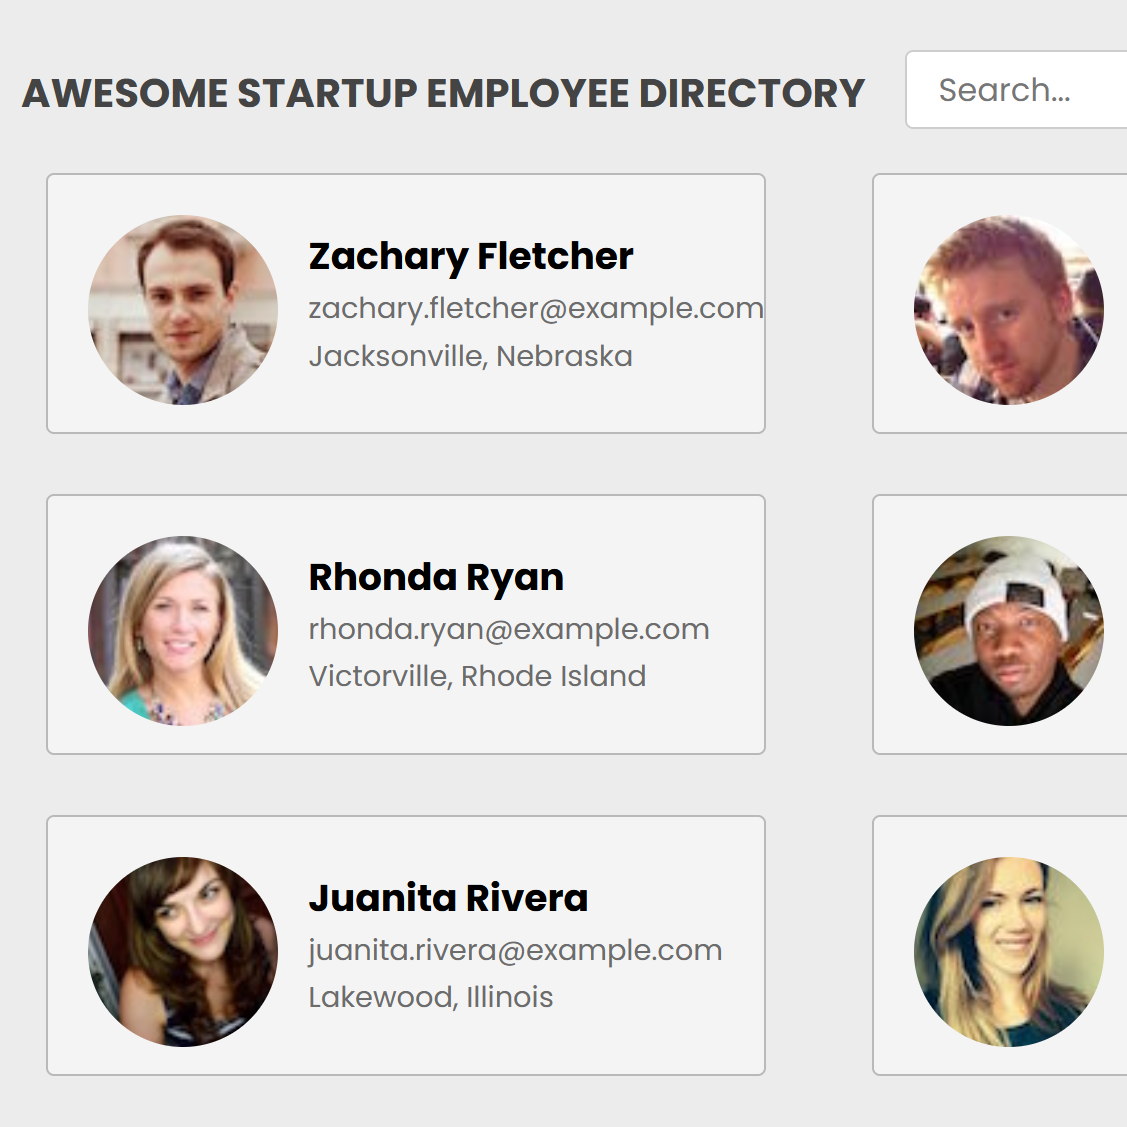 AWESOME STARTUP EMPLOYEE DIRECTORY
Search...
Zachary Fletcher
zachary.fletcher@example.com
Jacksonville, Nebraska
Rhonda Ryan
rhonda.ryan@example.com
Victorville, Rhode Island
Juanita Rivera
juanita.rivera@example.com
Lakewood, Illinois